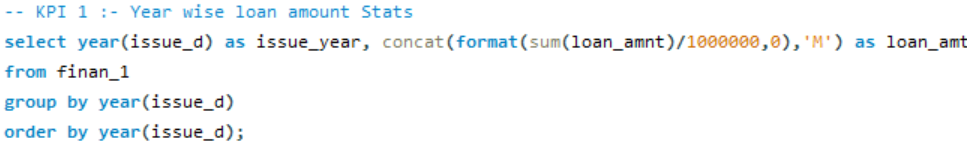 -- KPI 1 :- Year wise loan amount Stats
select year(issue_d) as issue_year, concat(format(sum(loan_amnt)/1000000,0),'M') as loan_amt
from finan_1
group by year(issue_d)
order by year(issue_d);